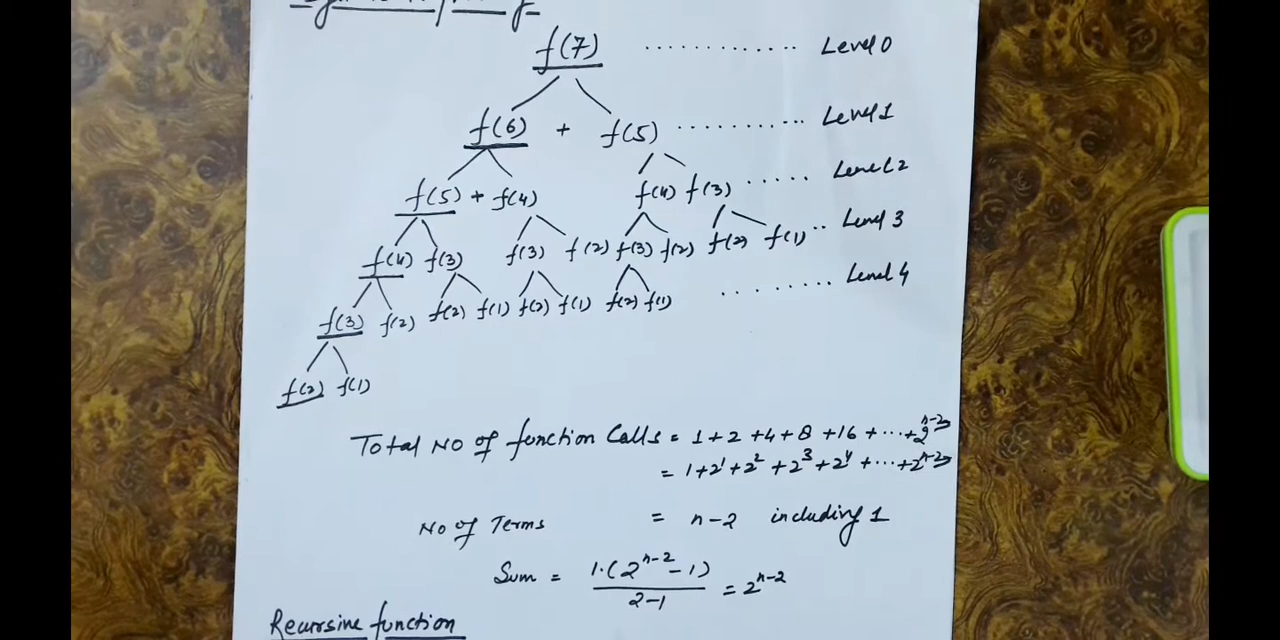 f(7) ............ Level 0
f(6) + f(5) .......... Level 1
f(5) + f(4) f(4) f(3) ..... Level 2
f(4) f(3) f(3) f(2) f(3) f(2) f(2) f(1) .. Level 3
f(3) f(2) f(2) f(1) f(2) f(1) f(2) f(1) ........ Level 4
f(2) f(1)
Total No of function Calls = 1+2+4+8+16+...+2^n-2
= 1+2^1+2^2+2^3+2^4+...+2^n-2
No of Terms = n-2 including 1
Sum = 1.(2^n-2 -1) / 2-1 = 2^n-2
Recursive function